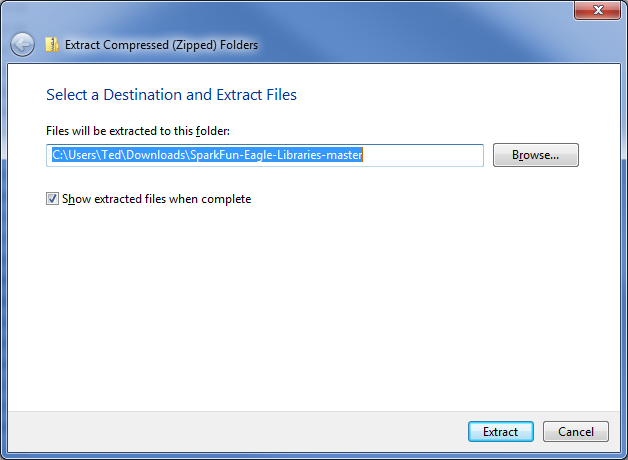 Extract Compressed (Zipped) Folders
Select a Destination and Extract Files
Files will be extracted to this folder:
C:\Users\Ted\Downloads\SparkFun-Eagle-Libraries-master
Browse...
Show extracted files when complete
Extract
Cancel